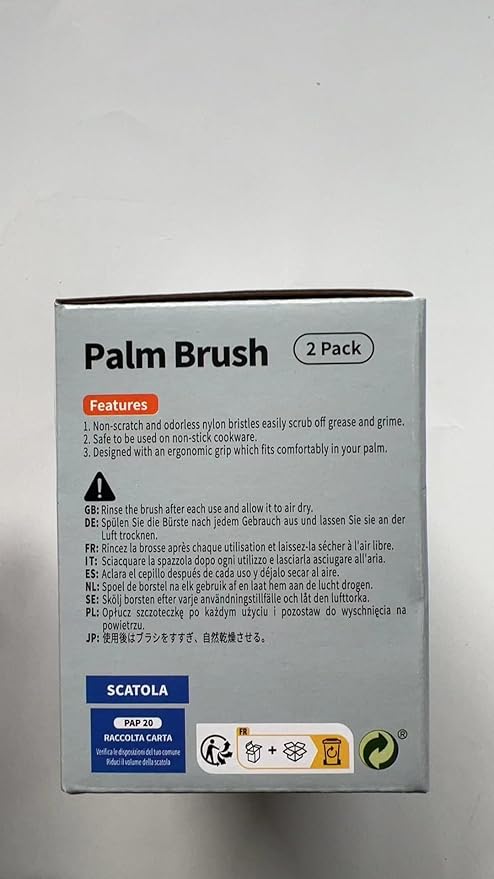 Palm Brush
2 Pack
Features
1. Non-scratch and odorless nylon bristles easily scrub off grease and grime.
2. Safe to be used on non-stick cookware.
3. Designed with an ergonomic grip which fits comfortably in your palm.
GB: Rinse the brush after each use and allow it to air dry.
DE: Spülen Sie die Bürste nach jedem Gebrauch aus und lassen Sie sie an der
Luft trocknen.
FR: Rincez la brosse après chaque utilisation et laissez-la sécher à l'air libre.
IT: Sciacquare la spazzola dopo ogni utilizzo e lasciarla asciugare all'aria.
ES: Aclara el cepillo después de cada uso y déjalo secar al aire.
NL: Spoel de borstel na elk gebruik af en laat hem aan de lucht drogen.
SE: Skölj borsten efter varje användningstillfälle och låt den lufttorka.
PL: Opłucz szczoteczkę po każdym użyciu i pozostaw do wyschnięcia na
powietrzu.
JP: 使用後はブラシをすすぎ、自然乾燥させる。
SCATOLA
PAP 20
RACCOLTA CARTA
Verifica le disposizioni del tuo comune
Riduci il volume della scatola
FR
+
®